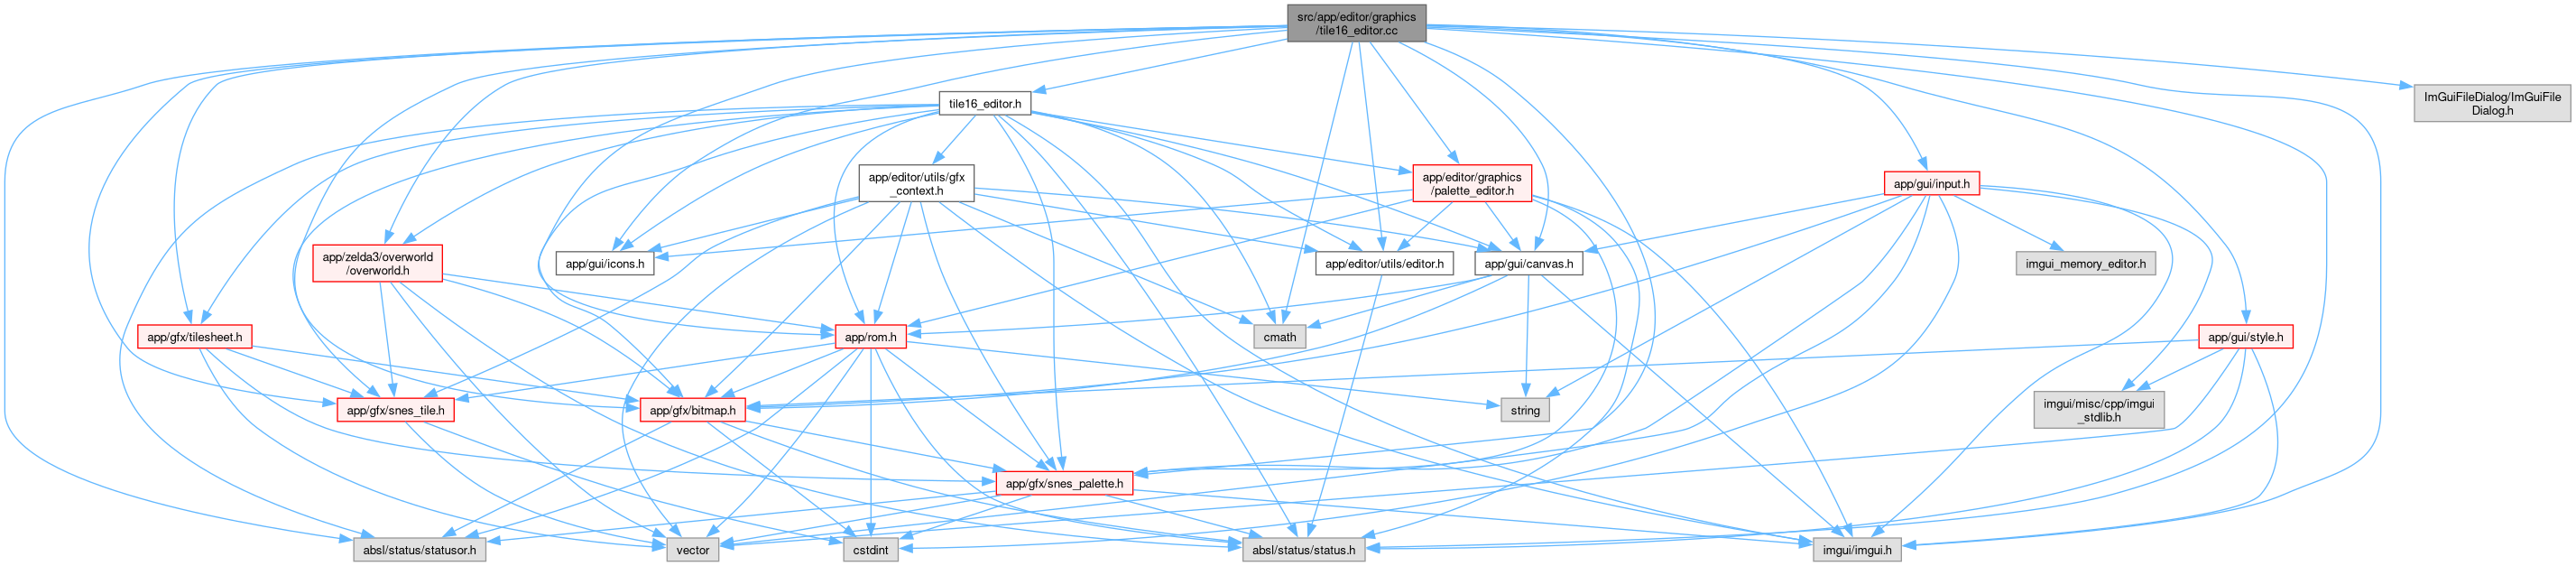 src/app/editor/graphics
/tile16_editor.cc
ImGuiFileDialog/ImGuiFile
Dialog.h
tile16_editor.h
app/editor/utils/gfx
_context.h
app/editor/graphics
/palette_editor.h
app/gui/input.h
app/zelda3/overworld
/overworld.h
app/gui/icons.h
app/editor/utils/editor.h
app/gui/canvas.h
imgui_memory_editor.h
app/gfx/tilesheet.h
app/rom.h
cmath
app/gui/style.h
app/gfx/snes_tile.h
app/gfx/bitmap.h
string
imgui/misc/cpp/imgui
_stdlib.h
app/gfx/snes_palette.h
absl/status/statusor.h
vector
cstdint
absl/status/status.h
imgui/imgui.h